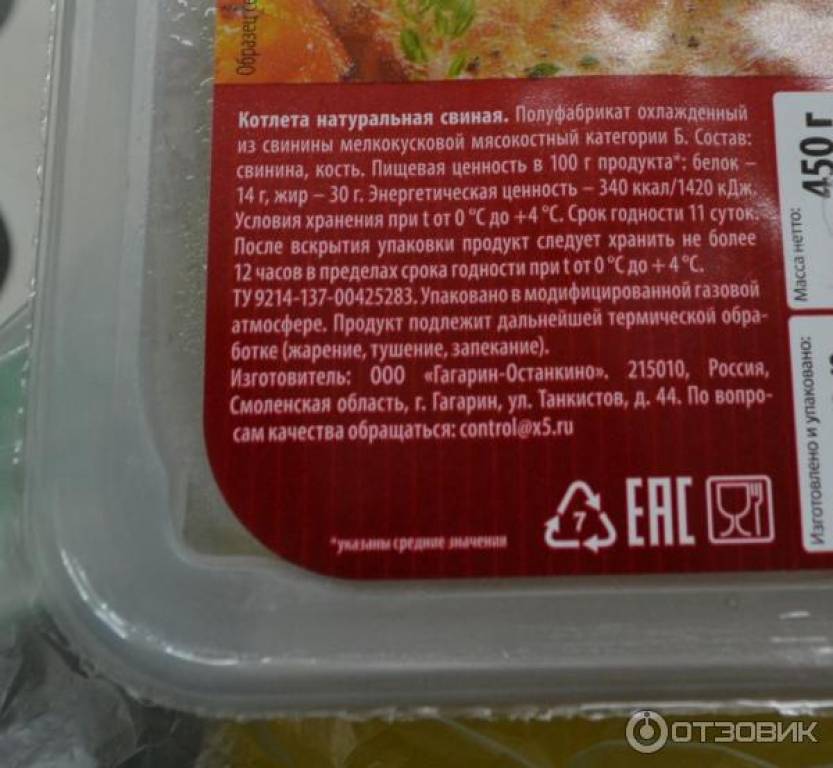 Образец се
Котлета натуральная свиная. Полуфабрикат охлажденный
из свинины мелкокусковой мясокостный категории Б. Состав:
свинина, кость. Пищевая ценность в 100 г продукта*: белок –
14 г, жир – 30 г. Энергетическая ценность – 340 ккал/1420 кДж.
Условия хранения при t от 0 °С до +4 °С. Срок годности 11 суток.
После вскрытия упаковки продукт следует хранить не более
12 часов в пределах срока годности при t от 0 °С до + 4 °С.
ТУ 9214-137-00425283. Упаковано в модифицированной газовой
атмосфере. Продукт подлежит дальнейшей термической обра-
ботке (жарение, тушение, запекание).
Изготовитель: ООО «Гагарин-Останкино». 215010, Россия,
Смоленская область, г. Гагарин, ул. Танкистов, д. 44. По вопро-
сам качества обращаться: control@x5.ru
*указаны средние значения
7
ЕАС
Масса нетто:
450 г
Изготовлено и упаковано:
ОТЗОВИК